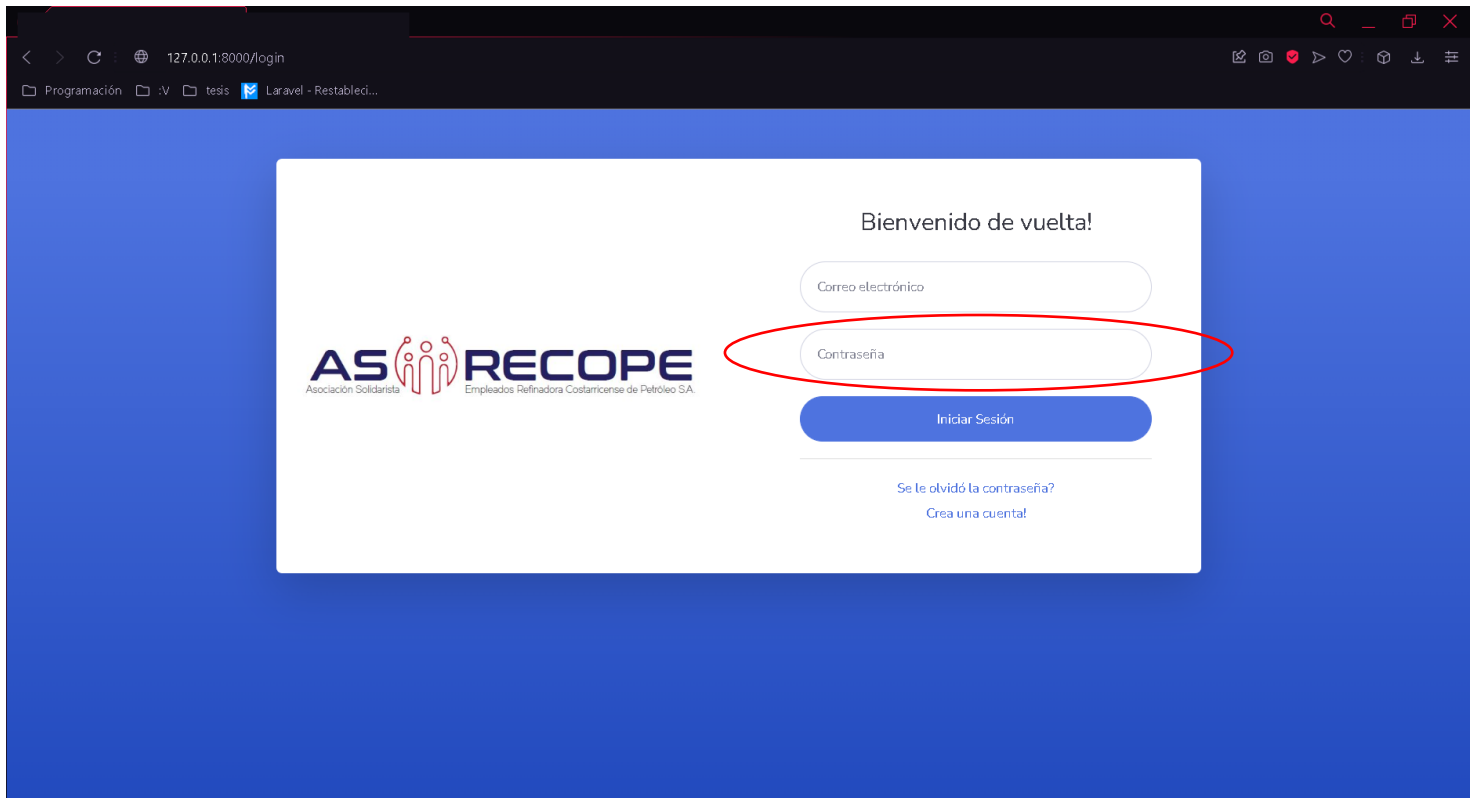 127.0.0.1:8000/login
Programación :V tesis Laravel - Restableci...
Bienvenido de vuelta!
Correo electrónico
Contraseña
Iniciar Sesión
Se le olvidó la contraseña?
Crea una cuenta!
AS RECOPE
Asociación Solidarista Empleados Refinadora Costarricense de Petróleo S.A.